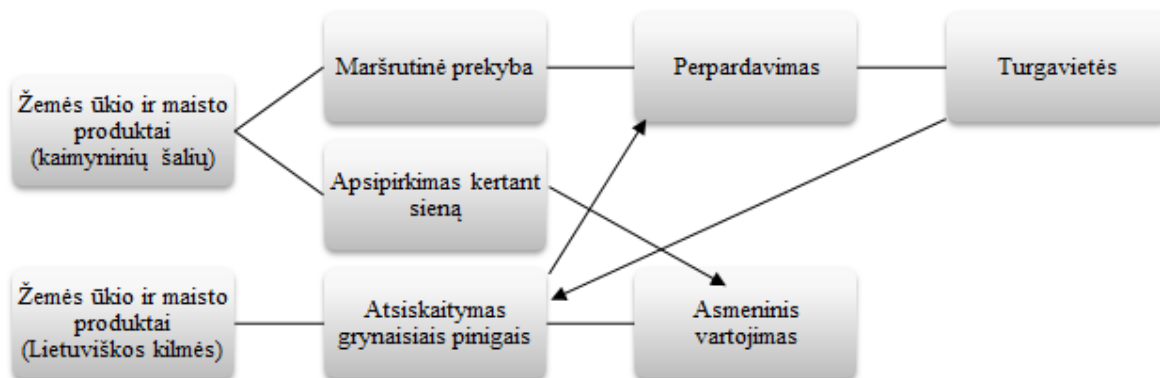 Maršrutinė prekyba
Perpardavimas
Turgavietės
Žemės ūkio ir maisto
produktai
(kaimyninių šalių)
Apsipirkimas kertant
sieną
Žemės ūkio ir maisto
produktai
(Lietuviškos kilmės)
Atsiskaitymas
grynaisiais pinigais
Asmeninis
vartojimas